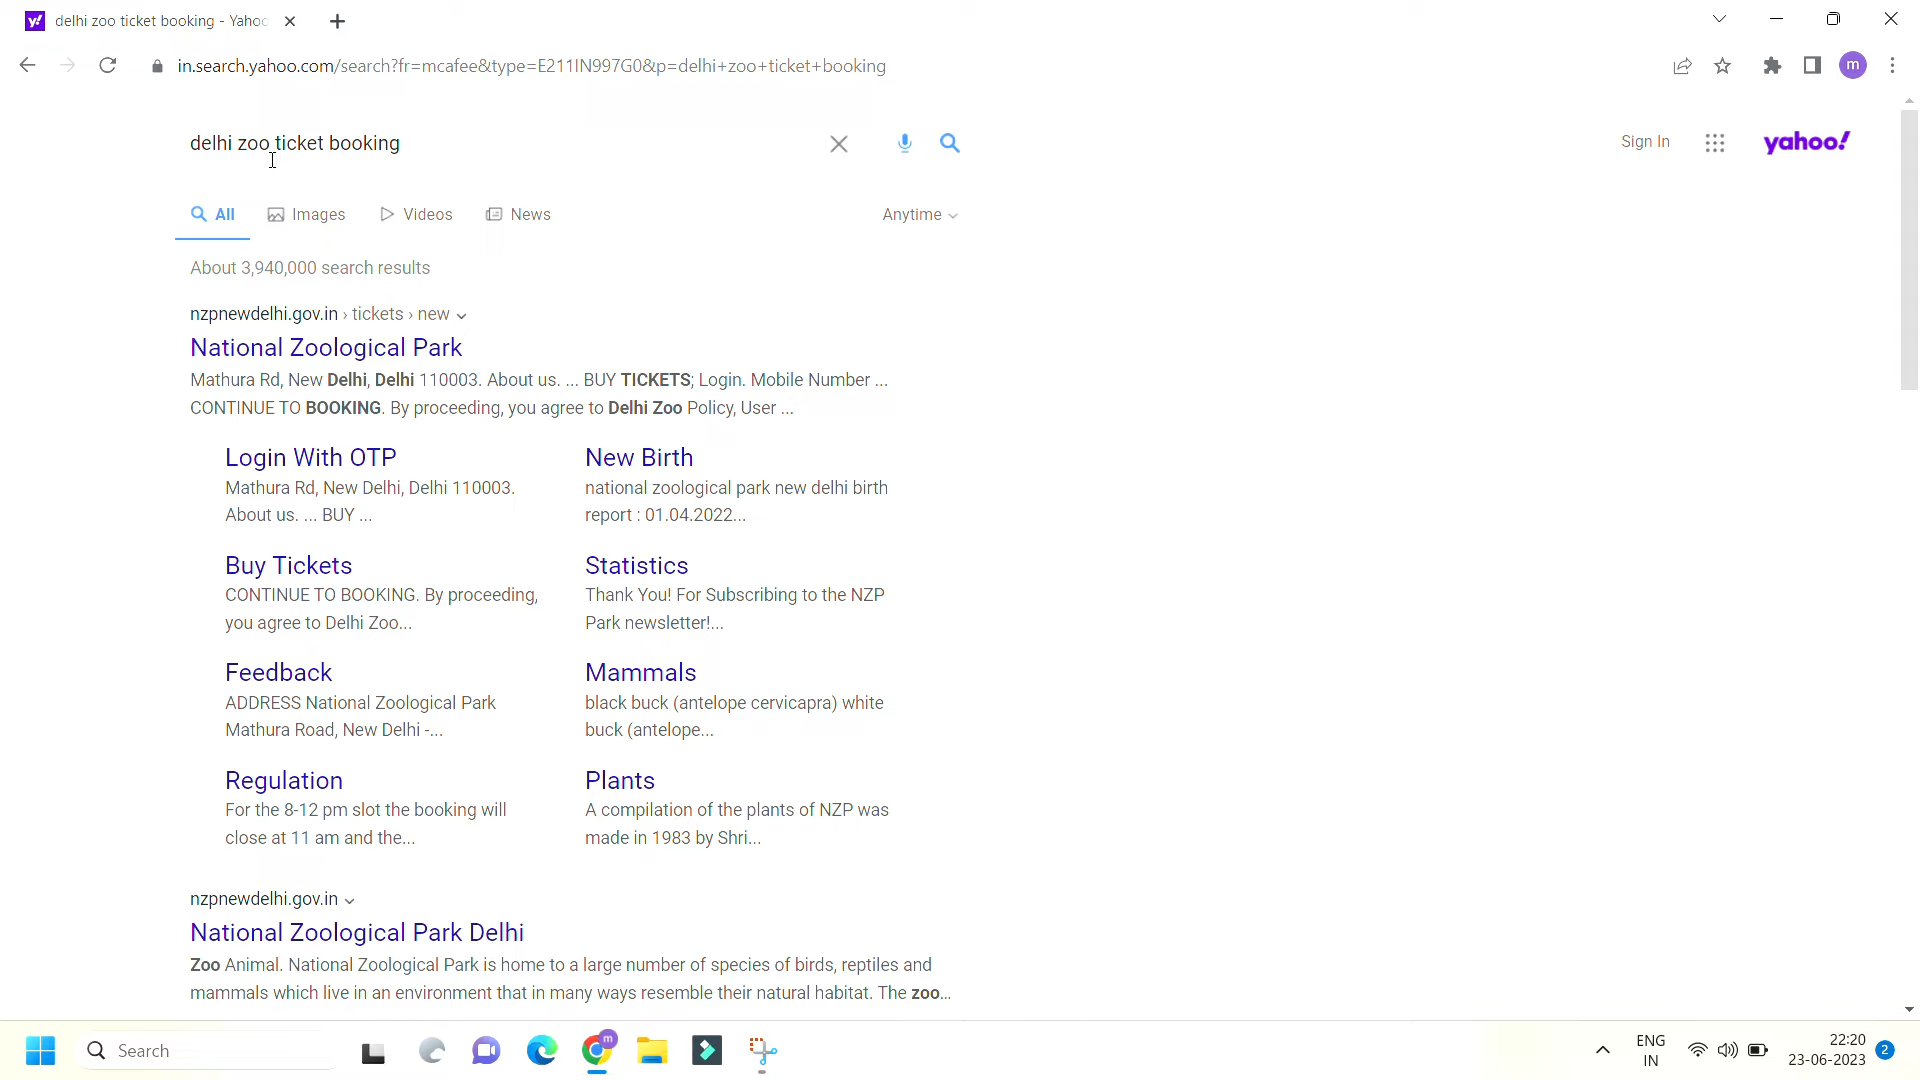 delhi zoo ticket booking - Yahoo
in.search.yahoo.com/search?fr=mcafee&type=E211IN997G0&p=delhi+zoo+ticket+booking
m
delhi zoo ticket booking
Sign In
yahoo!
All
Images
Videos
News
Anytime
About 3,940,000 search results
nzpnewdelhi.gov.in › tickets › new
National Zoological Park
Mathura Rd, New Delhi, Delhi 110003. About us. ... BUY TICKETS; Login. Mobile Number ...
CONTINUE TO BOOKING. By proceeding, you agree to Delhi Zoo Policy, User ...
Login With OTP
Mathura Rd, New Delhi, Delhi 110003.
About us. ... BUY ...
New Birth
national zoological park new delhi birth
report : 01.04.2022...
Buy Tickets
CONTINUE TO BOOKING. By proceeding,
you agree to Delhi Zoo...
Statistics
Thank You! For Subscribing to the NZP
Park newsletter!...
Feedback
ADDRESS National Zoological Park
Mathura Road, New Delhi -...
Mammals
black buck (antelope cervicapra) white
buck (antelope...
Regulation
For the 8-12 pm slot the booking will
close at 11 am and the...
Plants
A compilation of the plants of NZP was
made in 1983 by Shri...
nzpnewdelhi.gov.in
National Zoological Park Delhi
Zoo Animal. National Zoological Park is home to a large number of species of birds, reptiles and
mammals which live in an environment that in many ways resemble their natural habitat. The zoo...
Search
m
ENG
IN
22:20
23-06-2023
2